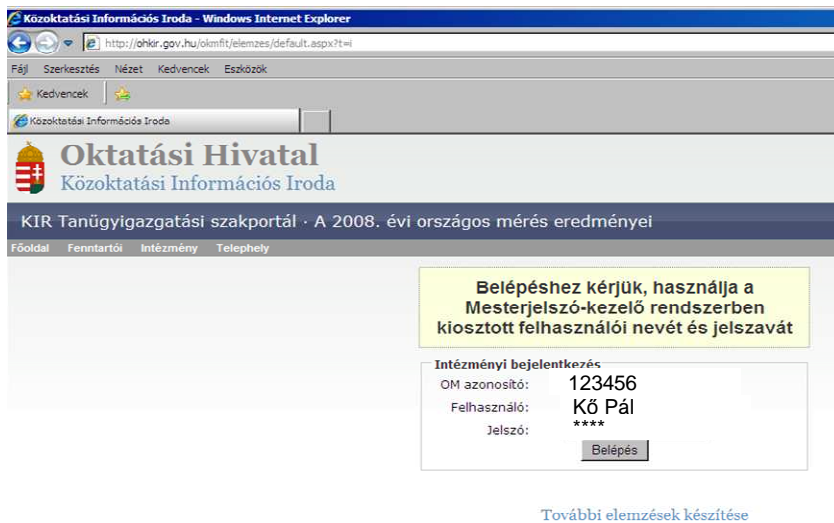 Közoktatási Információs Iroda - Windows Internet Explorer
http://ohkir.gov.hu/okmfit/elemzes/default.aspx?t=i
Fájl Szerkesztés Nézet Kedvencek Eszközök
Kedvencek
Közoktatási Információs Iroda
Oktatási Hivatal
Közoktatási Információs Iroda
KIR Tanügyigazgatási szakportál · A 2008. évi országos mérés eredményei
Főoldal Fenntartói Intézmény Telephely
Belépéshez kérjük, használja a
Mesterjelszó-kezelő rendszerben
kiosztott felhasználói nevét és jelszavát
Intézményi bejelentkezés
OM azonosító: 123456
Felhasználó: Kő Pál
Jelszó: ****
Belépés
További elemzések készítése